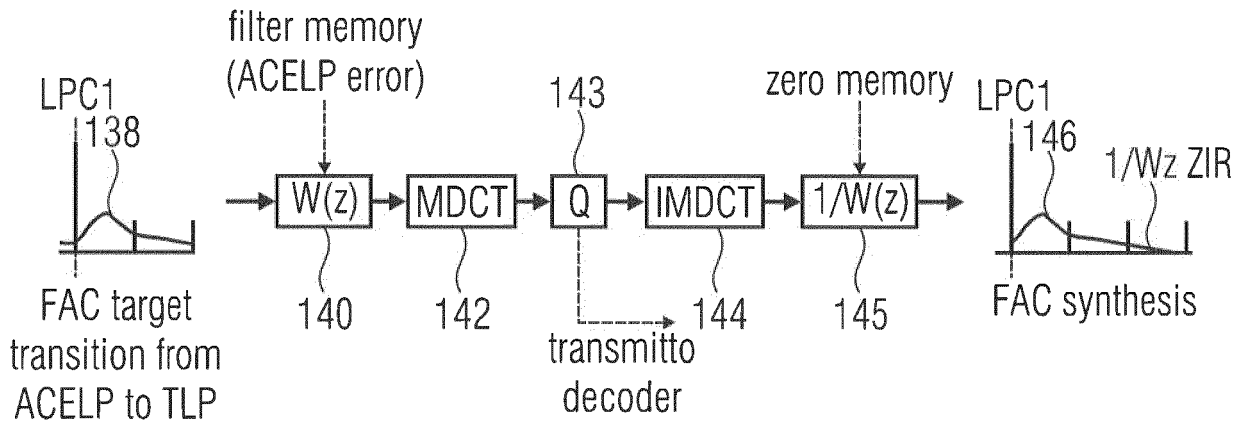 filter memory
(ACELP error)
LPC1
138
143
zero memory
LPC1
146
1/Wz ZIR
W(z)
MDCT
Q
IMDCT
1/W(z)
140
142
144
145
FAC target
transition from
ACELP to TLP
transmitto
decoder
FAC synthesis